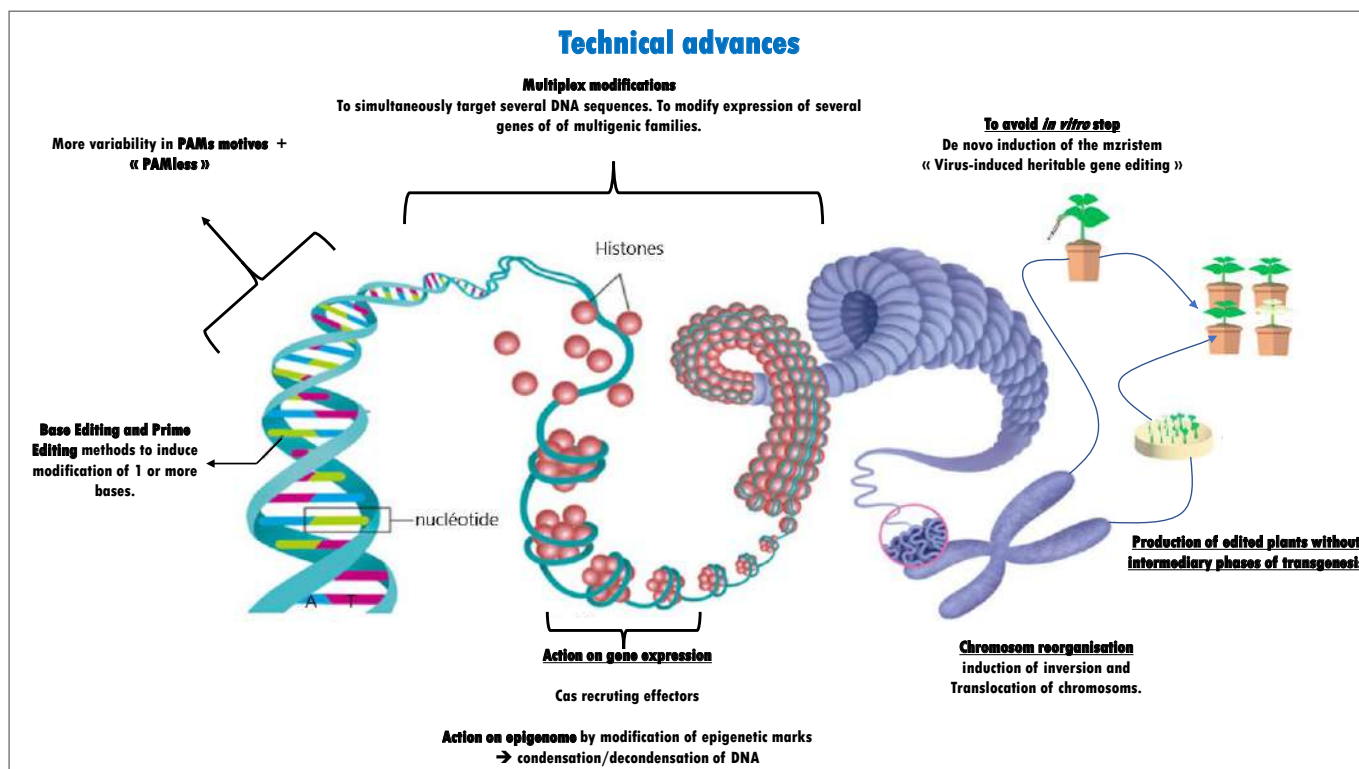 Technical advances
Multiplex modifications
To simultaneously target several DNA sequences. To modify expression of several
genes of of multigenic families.
More variability in PAMs motives +
« PAMless »
To avoid in vitro step
De novo induction of the mzristem
« Virus-induced heritable gene editing »
Histones
Base Editing and Prime
Editing methods to induce
modification of 1 or more
bases.
nucléotide
A T
Production of edited plants without
intermediary phases of transgenesis
Action on gene expression
Cas recruting effectors
Action on epigenome by modification of epigenetic marks
➔ condensation/decondensation of DNA
Chromosom reorganisation
induction of inversion and
Translocation of chromosoms.